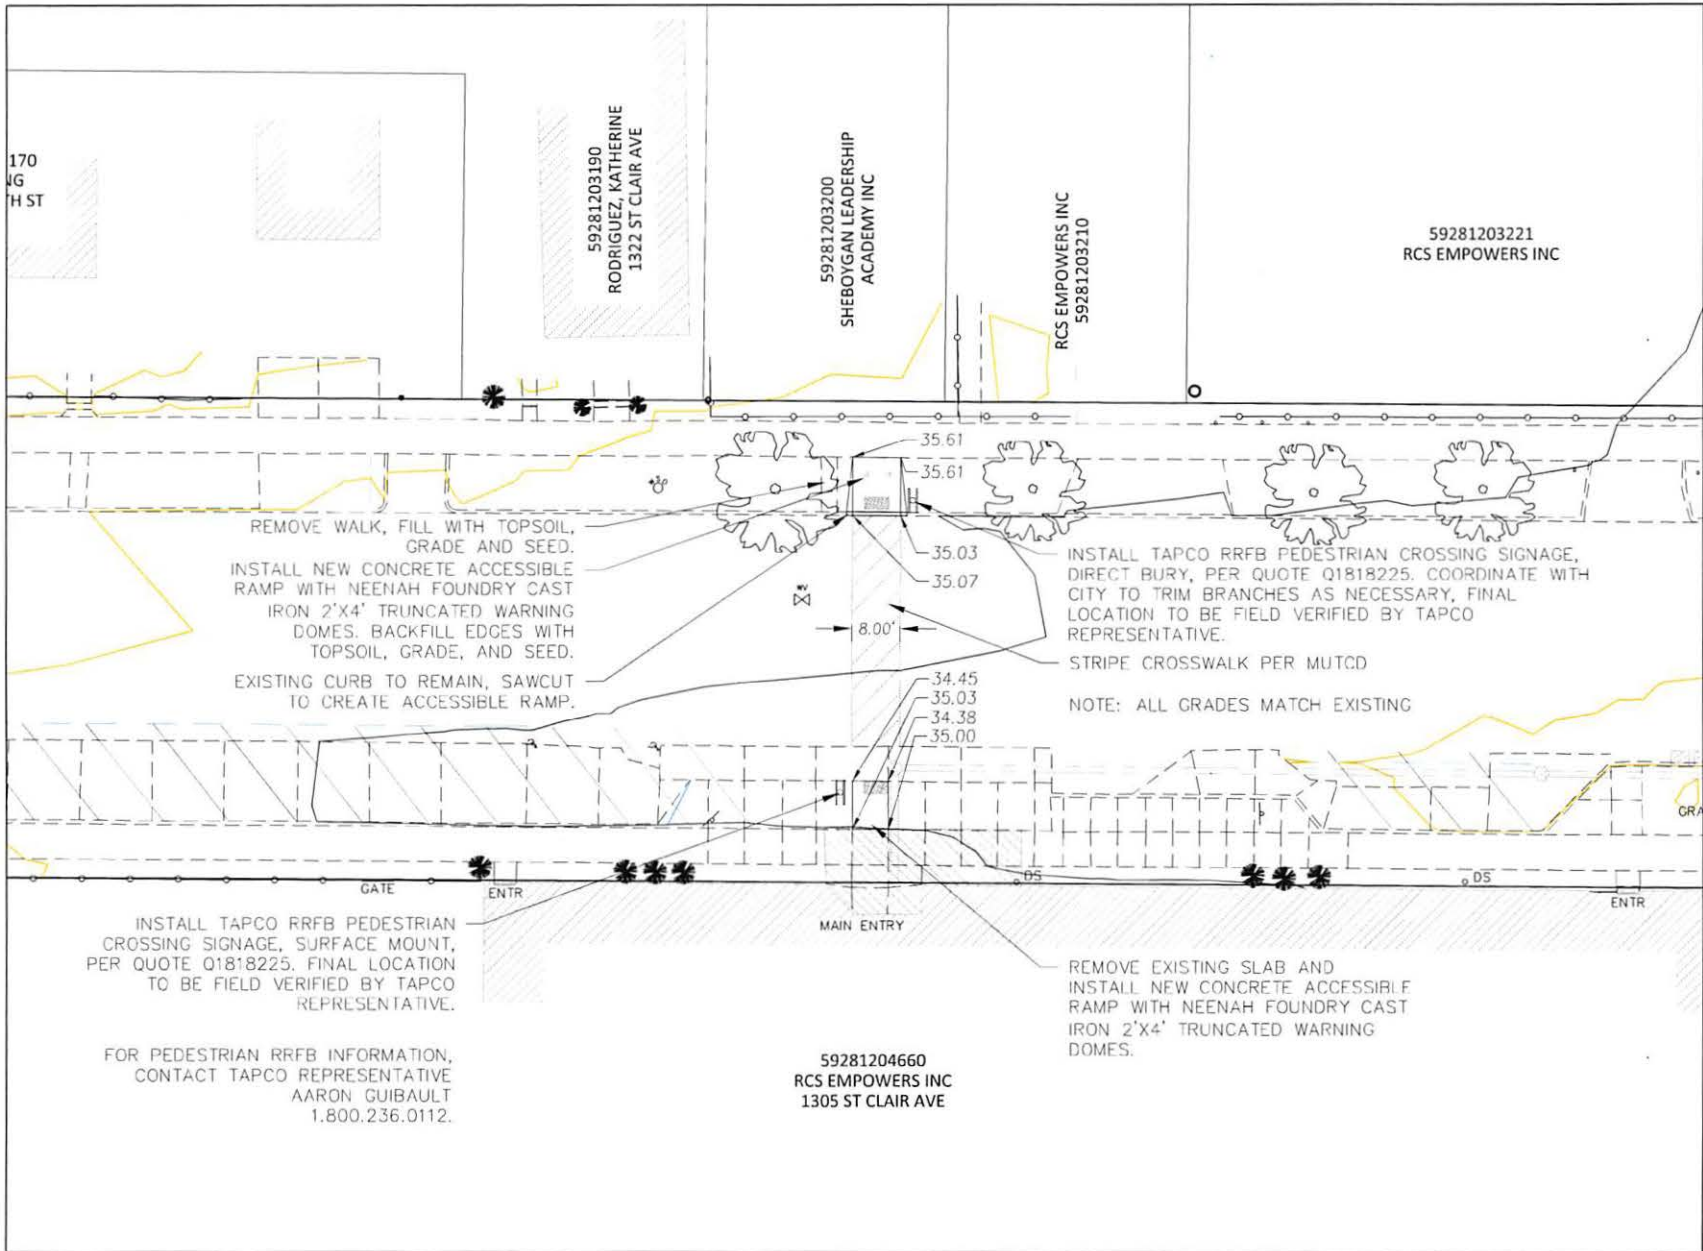 170
NG
TH ST
59281203190
RODRIGUEZ, KATHERINE
1322 ST CLAIR AVE
59281203200
SHEBOYGAN LEADERSHIP
ACADEMY INC
RCS EMPOWERS INC
59281203210
59281203221
RCS EMPOWERS INC
35.61
35.61
35.03
35.07
REMOVE WALK, FILL WITH TOPSOIL,
GRADE AND SEED.
INSTALL NEW CONCRETE ACCESSIBLE
RAMP WITH NEENAH FOUNDRY CAST
IRON 2'X4' TRUNCATED WARNING
DOMES. BACKFILL EDGES WITH
TOPSOIL, GRADE, AND SEED.
EXISTING CURB TO REMAIN, SAWCUT
TO CREATE ACCESSIBLE RAMP.
WV
8.00'
INSTALL TAPCO RRFB PEDESTRIAN CROSSING SIGNAGE,
DIRECT BURY, PER QUOTE Q1818225. COORDINATE WITH
CITY TO TRIM BRANCHES AS NECESSARY, FINAL
LOCATION TO BE FIELD VERIFIED BY TAPCO
REPRESENTATIVE.
STRIPE CROSSWALK PER MUTCD
NOTE: ALL GRADES MATCH EXISTING
34.45
35.03
34.38
35.00
GRA
GATE
ENTR
MAIN ENTRY
DS
DS
ENTR
INSTALL TAPCO RRFB PEDESTRIAN
CROSSING SIGNAGE, SURFACE MOUNT,
PER QUOTE Q1818225. FINAL LOCATION
TO BE FIELD VERIFIED BY TAPCO
REPRESENTATIVE.
FOR PEDESTRIAN RRFB INFORMATION,
CONTACT TAPCO REPRESENTATIVE
AARON GUIBAULT
1.800.236.0112.
REMOVE EXISTING SLAB AND
INSTALL NEW CONCRETE ACCESSIBLE
RAMP WITH NEENAH FOUNDRY CAST
IRON 2'X4' TRUNCATED WARNING
DOMES.
59281204660
RCS EMPOWERS INC
1305 ST CLAIR AVE